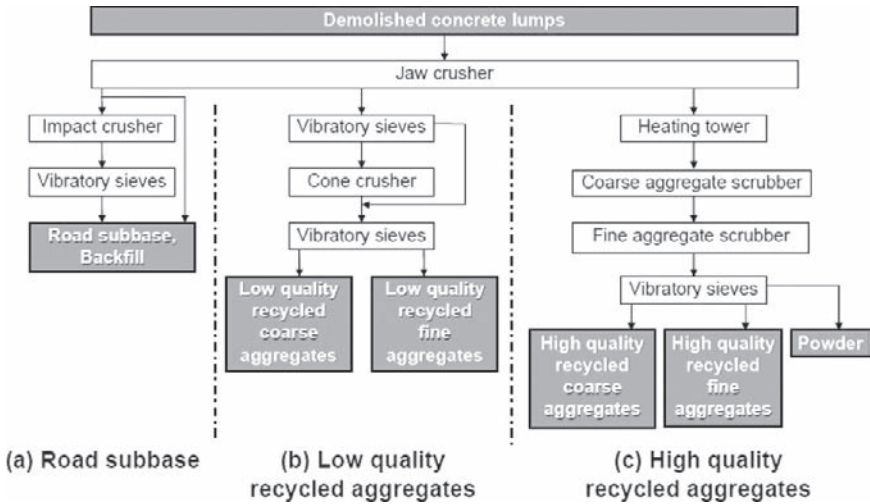 Demolished concrete lumps
Jaw crusher
Impact crusher
Vibratory sieves
Road subbase,
Backfill
(a) Road subbase
Vibratory sieves
Cone crusher
Vibratory sieves
Low quality
recycled
coarse
aggregates
Low quality
recycled
fine
aggregates
(b) Low quality
recycled aggregates
Heating tower
Coarse aggregate scrubber
Fine aggregate scrubber
Vibratory sieves
High quality
recycled
coarse
aggregates
High quality
recycled
fine
aggregates
Powder
(c) High quality
recycled aggregates